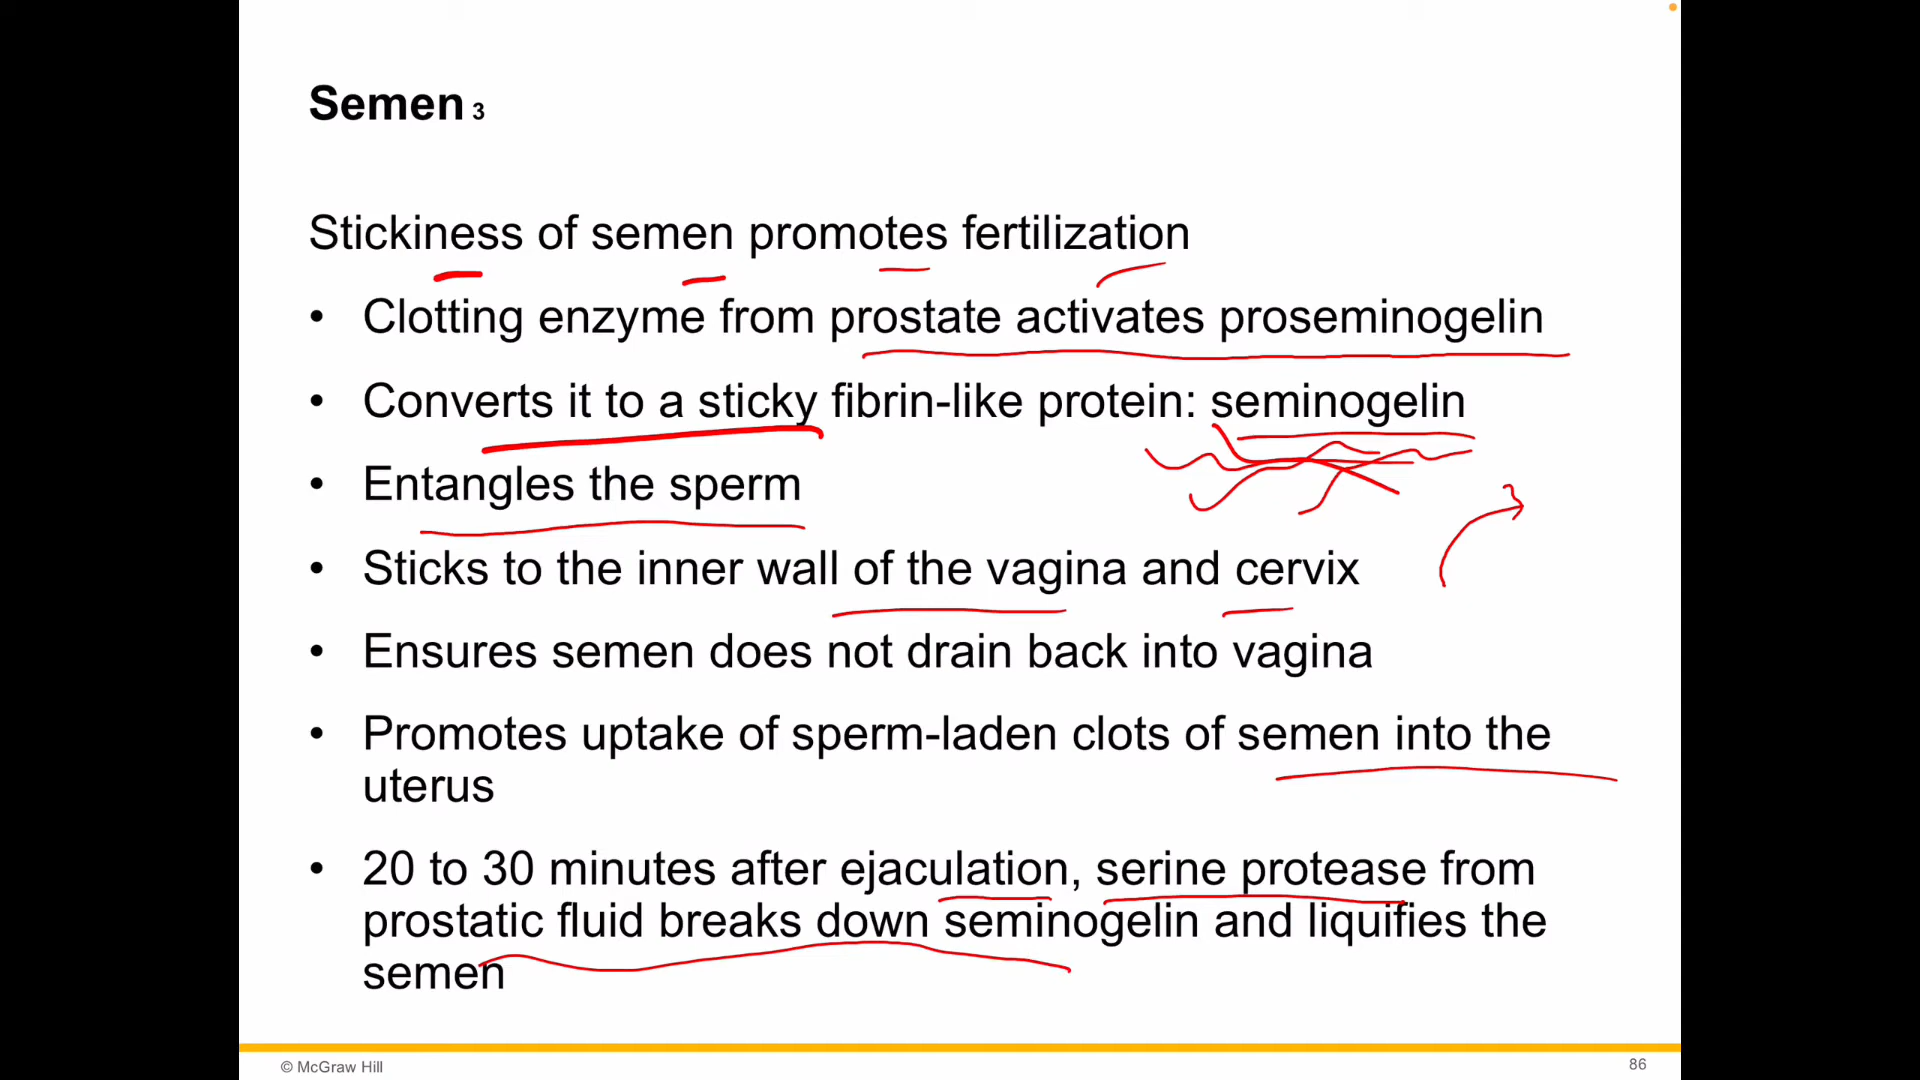 Semen 3
Stickiness of semen promotes fertilization
• Clotting enzyme from prostate activates proseminogelin
• Converts it to a sticky fibrin-like protein: seminogelin
• Entangles the sperm
• Sticks to the inner wall of the vagina and cervix
• Ensures semen does not drain back into vagina
• Promotes uptake of sperm-laden clots of semen into the
uterus
• 20 to 30 minutes after ejaculation, serine protease from
prostatic fluid breaks down seminogelin and liquifies the
semen
© McGraw Hill
86